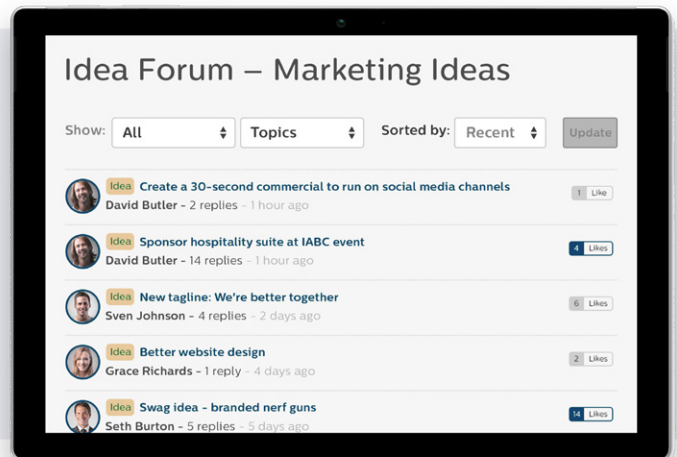 Idea Forum – Marketing Ideas
Show: All Topics Sorted by: Recent Update
Idea Create a 30-second commercial to run on social media channels
David Butler - 2 replies - 1 hour ago
1 Like
Idea Sponsor hospitality suite at IABC event
David Butler - 14 replies - 1 hour ago
4 Likes
Idea New tagline: We're better together
Sven Johnson - 4 replies - 2 days ago
6 Likes
Idea Better website design
Grace Richards - 1 reply - 4 days ago
2 Likes
Idea Swag idea - branded nerf guns
Seth Burton - 5 replies - 5 days ago
14 Likes